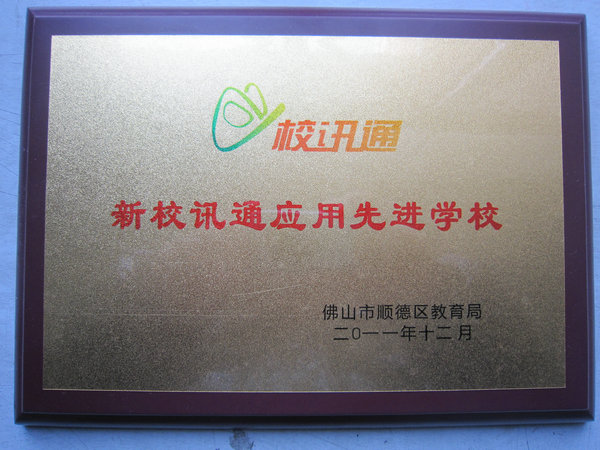 校讯通
新校讯通应用先进学校
佛山市顺德区教育局
二0一一年十二月